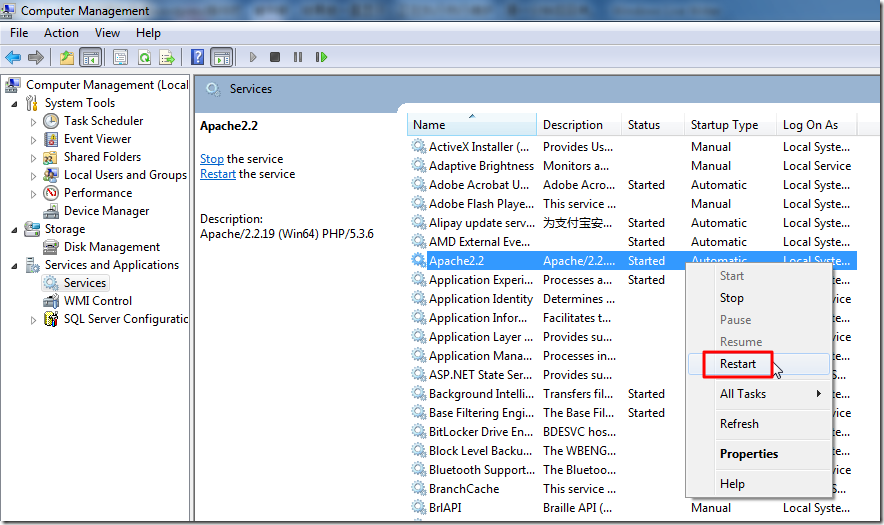 Computer Management
File Action View Help
Computer Management (Local
System Tools
Task Scheduler
Event Viewer
Shared Folders
Local Users and Groups
Performance
Device Manager
Storage
Disk Management
Services and Applications
Services
WMI Control
SQL Server Configuratic
Services
Apache2.2
Stop the service
Restart the service
Description:
Apache/2.2.19 (Win64) PHP/5.3.6
Name Description Status Startup Type Log On As
ActiveX Installer (... Provides Us... Manual Local Syste...
Adaptive Brightness Monitors a... Manual Local Service
Adobe Acrobat U... Adobe Acro... Started Automatic Local Syste...
Adobe Flash Playe... This service ... Manual Local Syste...
Alipay update serv... 为支付宝安... Started Automatic Local Syste...
AMD External Eve... Started Automatic Local Syste...
Apache2.2 Apache/2.2.... Started Automatic Local Syste...
Application Experi... Processes a... Started
Application Identity Determines ...
Application Infor... Facilitates t...
Application Layer ... Provides su...
Application Mana... Processes in...
ASP.NET State Ser... Provides su...
Background Intelli... Transfers fil... Started
Base Filtering Engi... The Base Fil... Started
BitLocker Drive En... BDESVC hos...
Block Level Backu... The WBENG...
Bluetooth Support... The Bluetoo...
BranchCache This service ...
BrlAPI Braille API (... Manual Local Syste...
Start
Stop
Pause
Resume
Restart
All Tasks
Refresh
Properties
Help